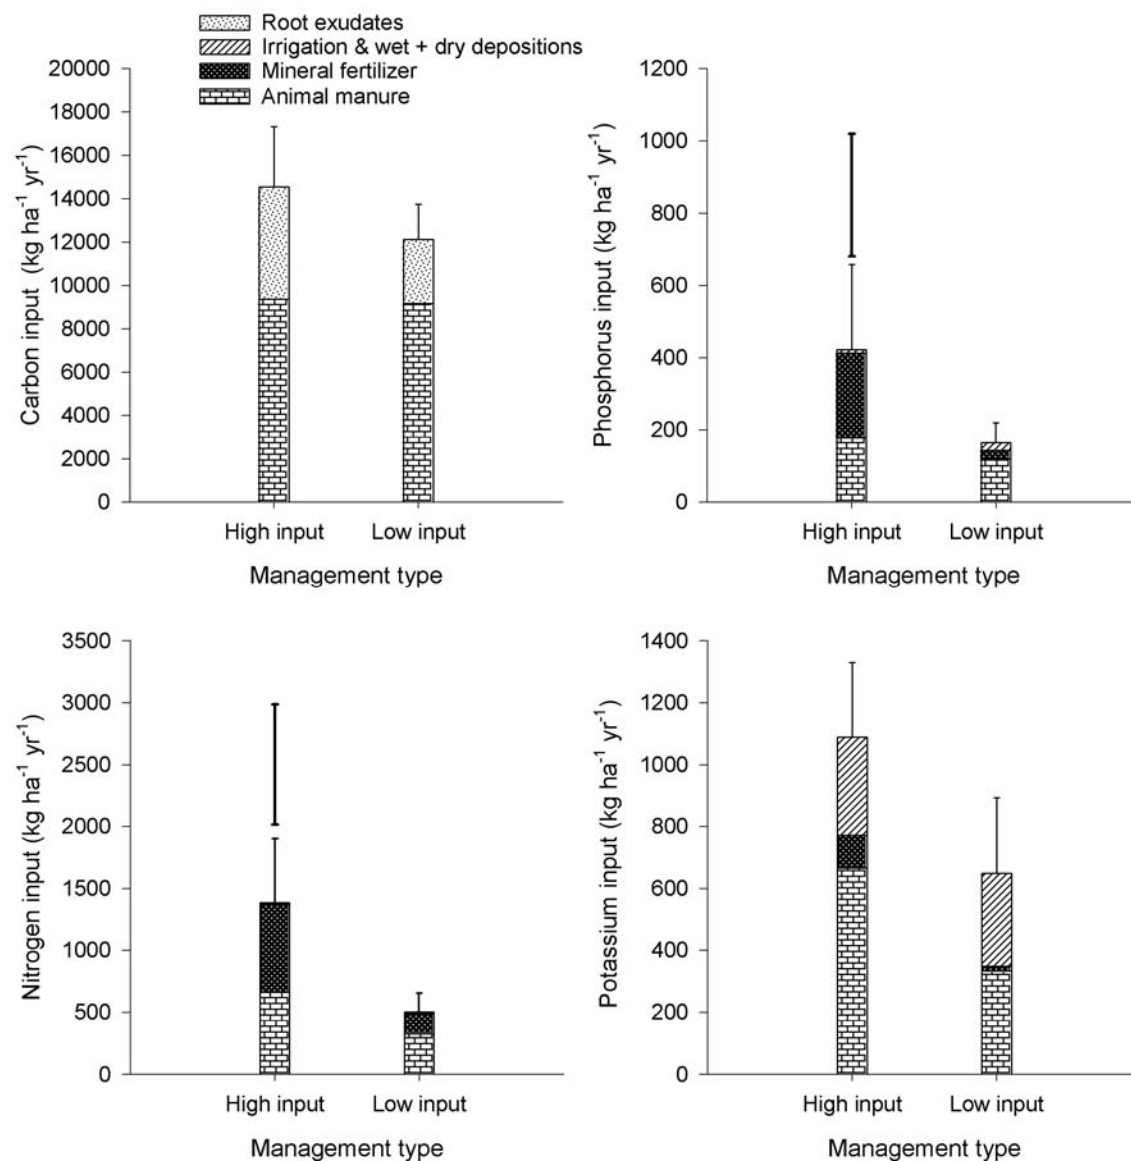 Root exudates
Irrigation & wet + dry depositions
Mineral fertilizer
Animal manure
Carbon input (kg ha⁻¹ yr⁻¹)
20000
18000
16000
14000
12000
10000
8000
6000
4000
2000
0
High input Low input
Management type
Phosphorus input (kg ha⁻¹ yr⁻¹)
1200
1000
800
600
400
200
0
High input Low input
Management type
Nitrogen input (kg ha⁻¹ yr⁻¹)
3500
3000
2500
2000
1500
1000
500
0
High input Low input
Management type
Potassium input (kg ha⁻¹ yr⁻¹)
1400
1200
1000
800
600
400
200
0
High input Low input
Management type